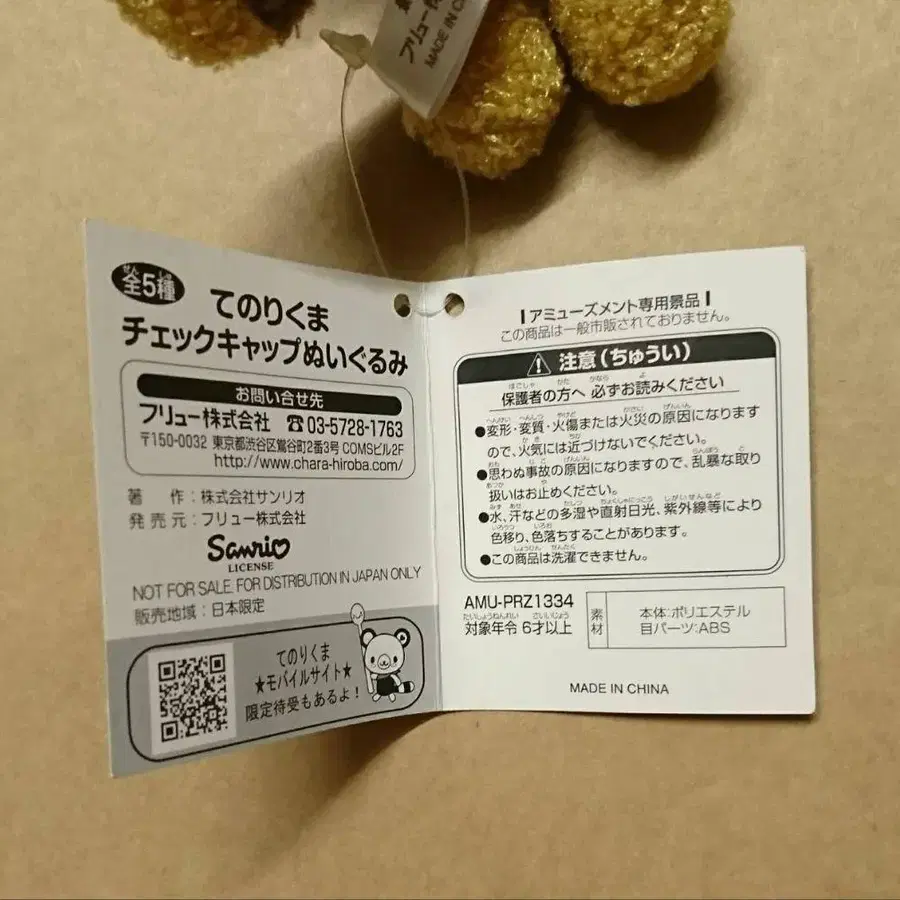 フリュー
MADE IN C
全5種
てのりくま
チェックキャップぬいぐるみ
お問い合せ先
フリュー株式会社 ☎03-5728-1763
〒150-0032 東京都渋谷区鶯谷町2番3号 COMSビル2F
http://www.chara-hiroba.com/
著 作：株式会社サンリオ
発売元：フリュー株式会社
Sanrio
LICENSE
NOT FOR SALE. FOR DISTRIBUTION IN JAPAN ONLY
販売地域：日本限定
てのりくま
★モバイルサイト★
限定待受もあるよ！
アミューズメント専用景品
この商品は一般市販されておりません。
注意(ちゅうい)
保護者の方へ 必ずお読みください
●変形・変質・火傷または火災の原因になります
ので、火気には近づけないでください。
●思わぬ事故の原因になりますので、乱暴な取り
扱いはお止めください。
●水、汗などの多湿や直射日光、紫外線等により
色移り、色落ちすることがあります。
●この商品は洗濯できません。
AMU-PRZ1334
対象年令 6才以上
素材
本体：ポリエステル
目パーツ：ABS
MADE IN CHINA